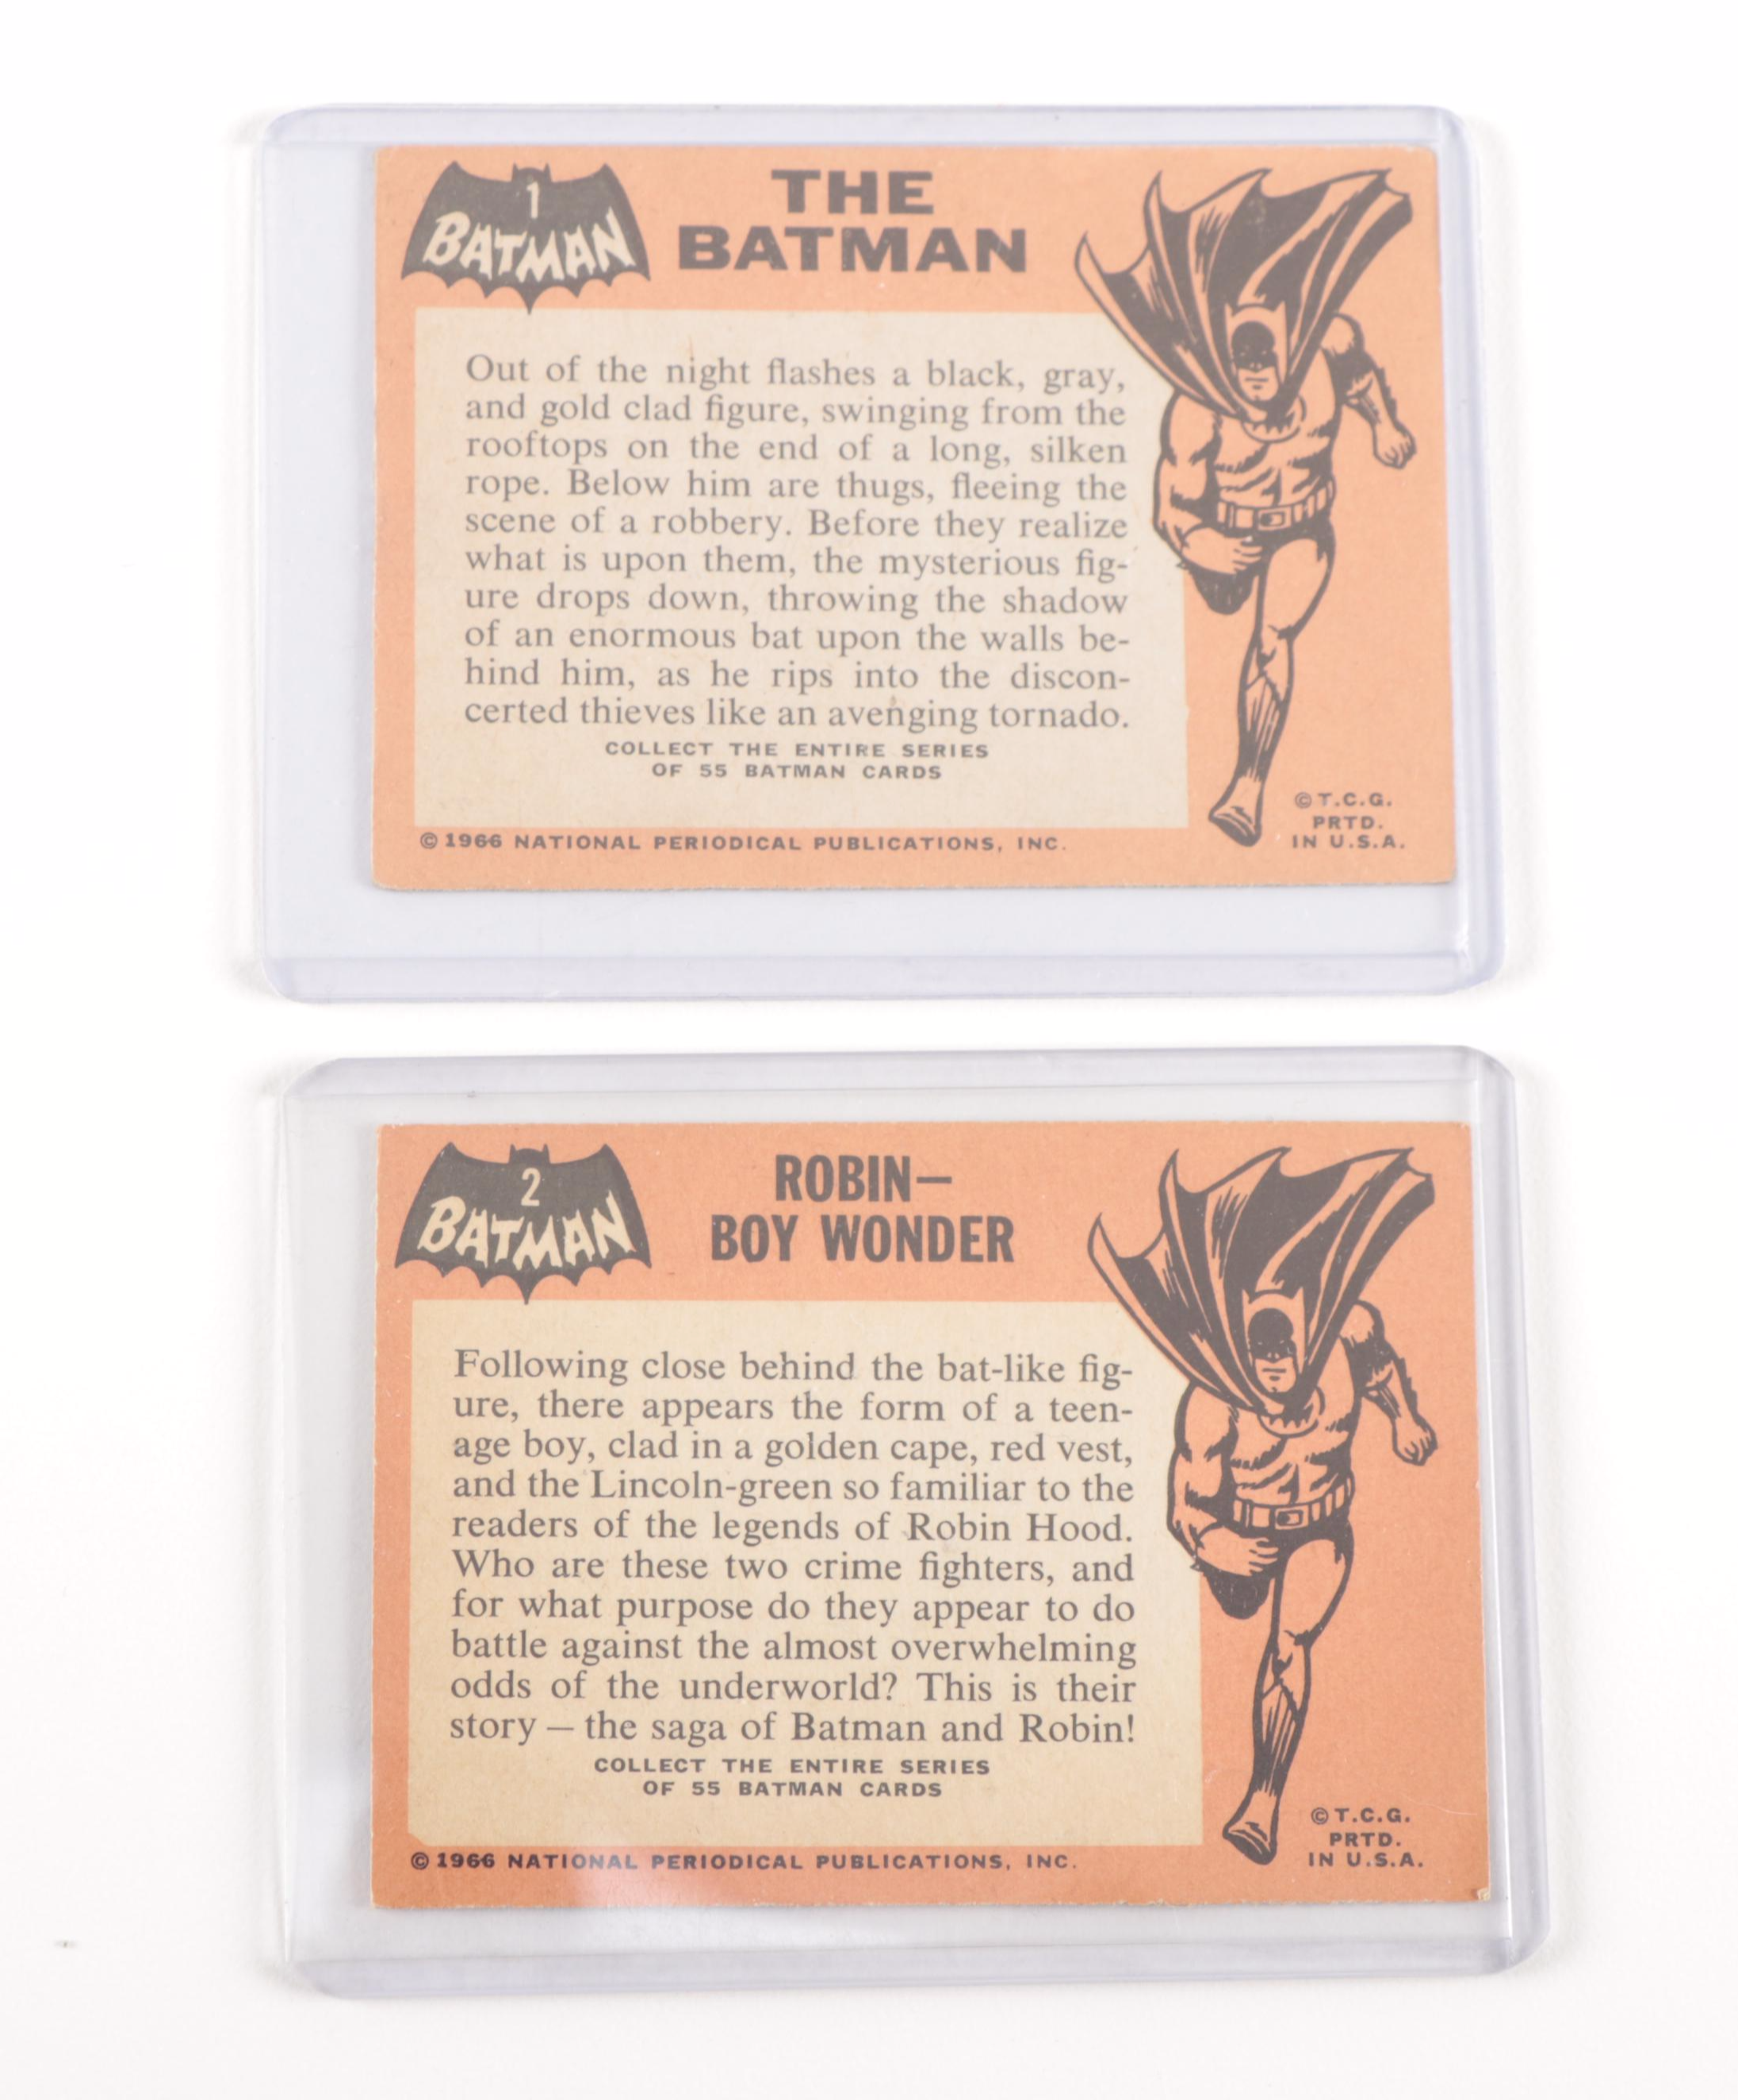 1
BATMAN
THE
BATMAN
Out of the night flashes a black, gray,
and gold clad figure, swinging from the
rooftops on the end of a long, silken
rope. Below him are thugs, fleeing the
scene of a robbery. Before they realize
what is upon them, the mysterious fig-
ure drops down, throwing the shadow
of an enormous bat upon the walls be-
hind him, as he rips into the discon-
certed thieves like an avenging tornado.
COLLECT THE ENTIRE SERIES
OF 55 BATMAN CARDS
© 1966 NATIONAL PERIODICAL PUBLICATIONS, INC.
© T.C.G.
PRTD.
IN U.S.A.
2
BATMAN
ROBIN—
BOY WONDER
Following close behind the bat-like fig-
ure, there appears the form of a teen-
age boy, clad in a golden cape, red vest,
and the Lincoln-green so familiar to the
readers of the legends of Robin Hood.
Who are these two crime fighters, and
for what purpose do they appear to do
battle against the almost overwhelming
odds of the underworld? This is their
story — the saga of Batman and Robin!
COLLECT THE ENTIRE SERIES
OF 55 BATMAN CARDS
© 1966 NATIONAL PERIODICAL PUBLICATIONS, INC.
© T.C.G.
PRTD.
IN U.S.A.